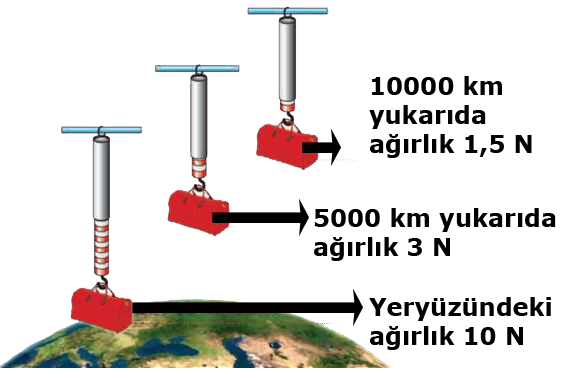 10000 km
yukarıda
ağırlık 1,5 N
5000 km yukarıda
ağırlık 3 N
Yeryüzündeki
ağırlık 10 N